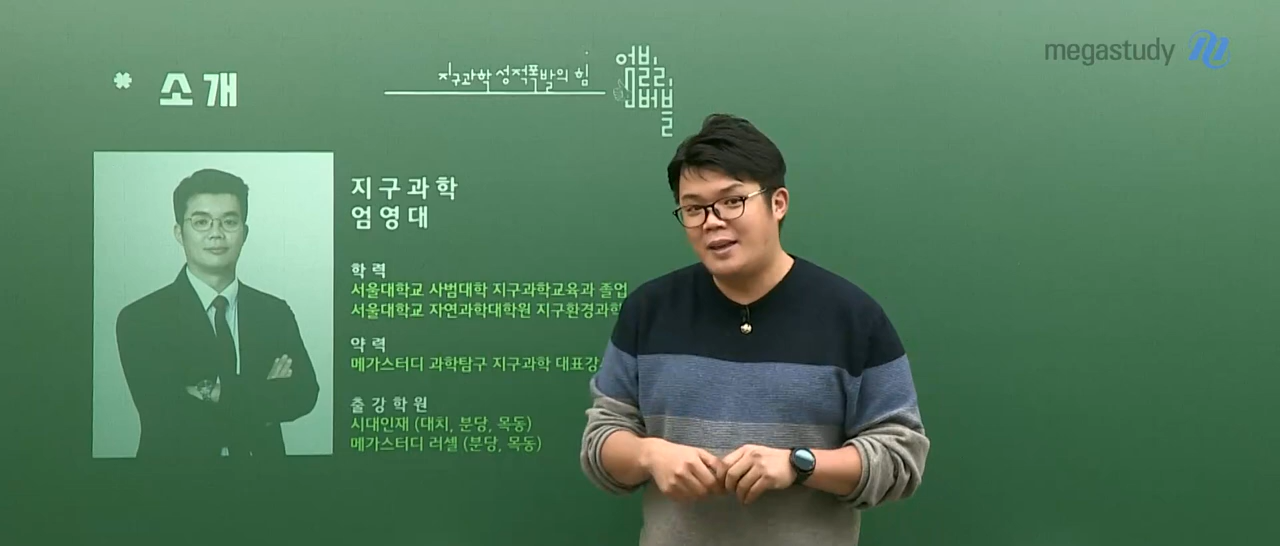 megastudy
* 소개
지구과학 성적폭발의 힘
엄빌리버블
지구과학
엄영대
학력
서울대학교 사범대학 지구과학교육과 졸업
서울대학교 자연과학대학원 지구환경과학
약력
메가스터디 과학탐구 지구과학 대표강
출강학원
시대인재 (대치, 분당, 목동)
메가스터디 러셀 (분당, 목동)